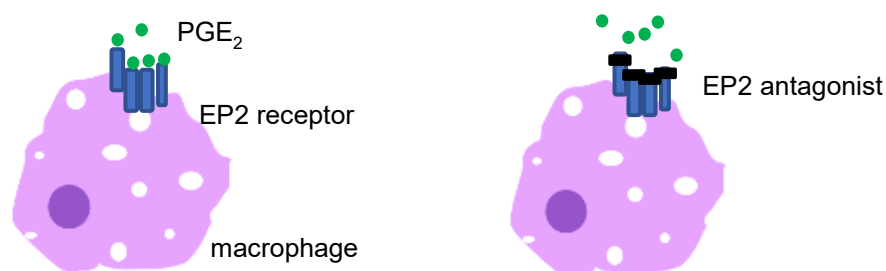 PGE₂
EP2 receptor
macrophage
EP2 antagonist